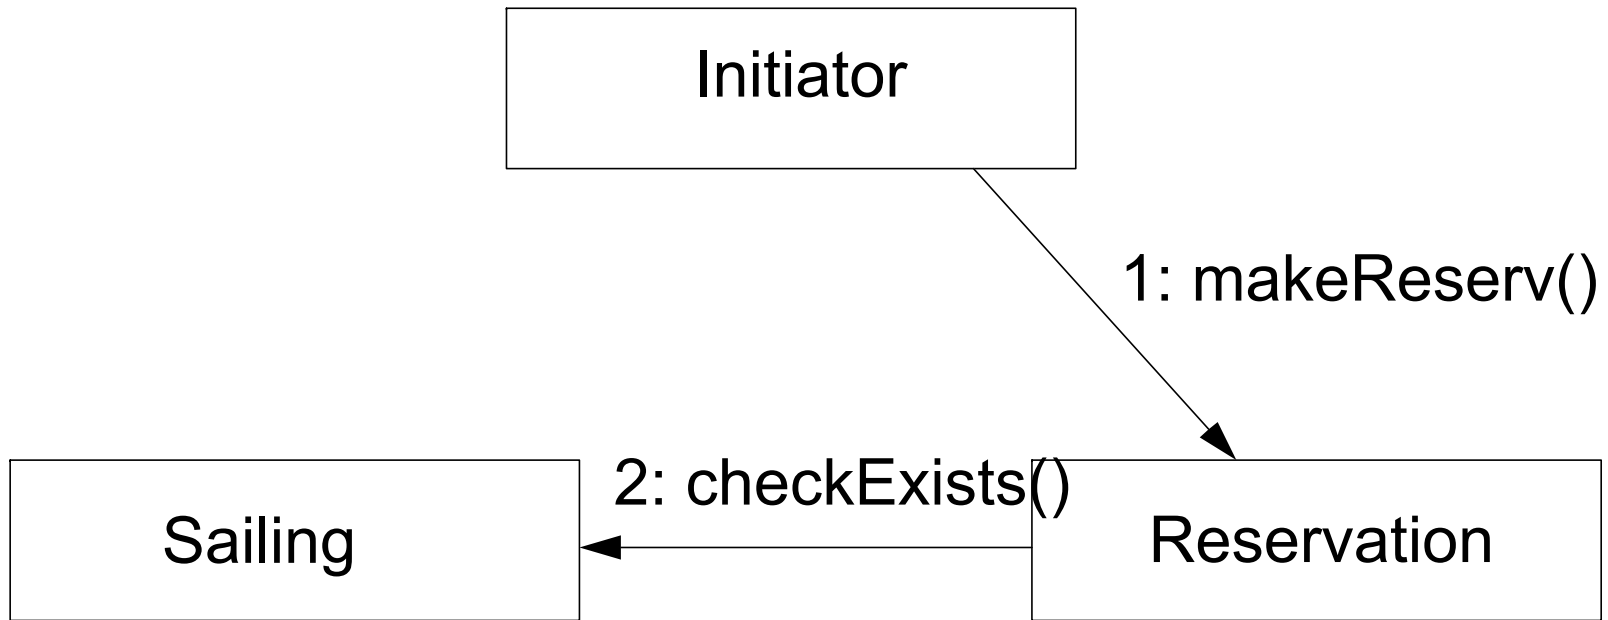 Initiator
1: makeReserv()
2: checkExists()
Sailing
Reservation